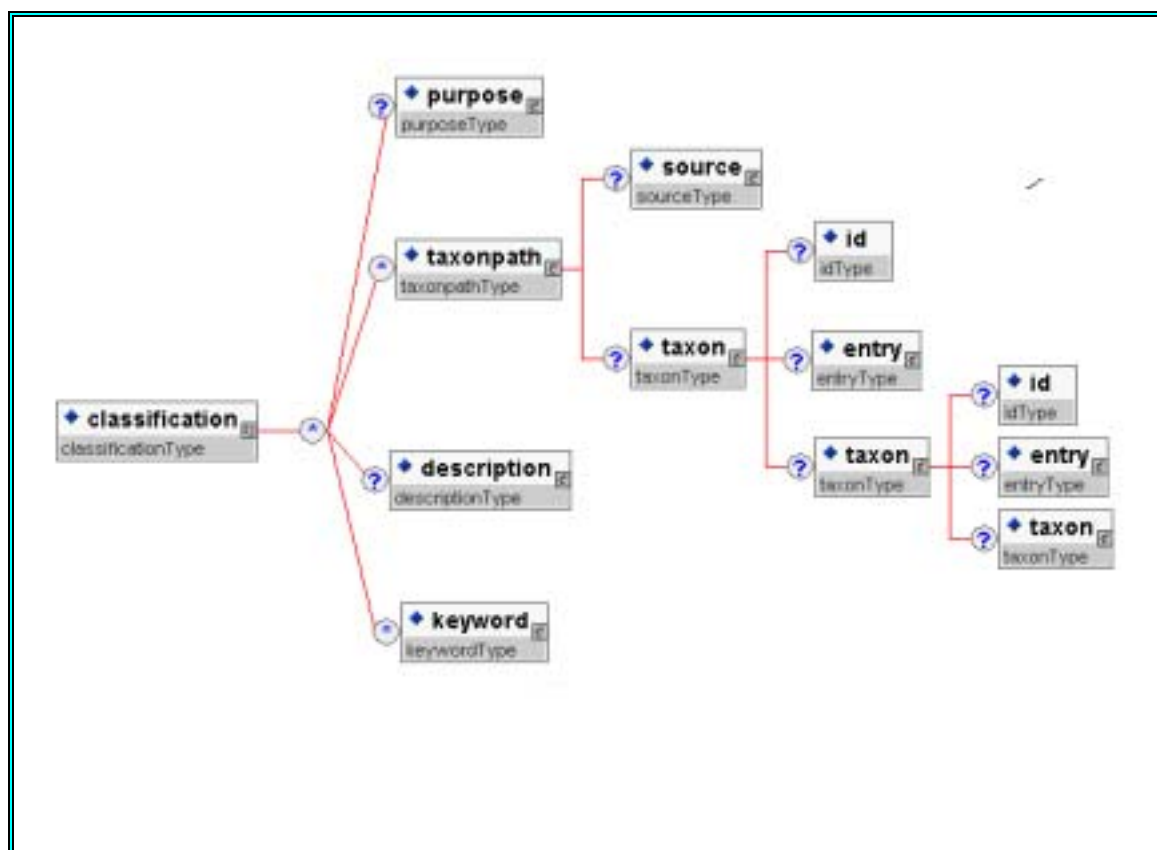 ? purpose
purposeType
? source
sourceType
? id
idType
* taxonpath
taxonpathType
? taxon
taxonType
? entry
entryType
? id
idType
classification
classificationType
*
? taxon
taxonType
? entry
entryType
? description
descriptionType
? taxon
taxonType
* keyword
keywordType